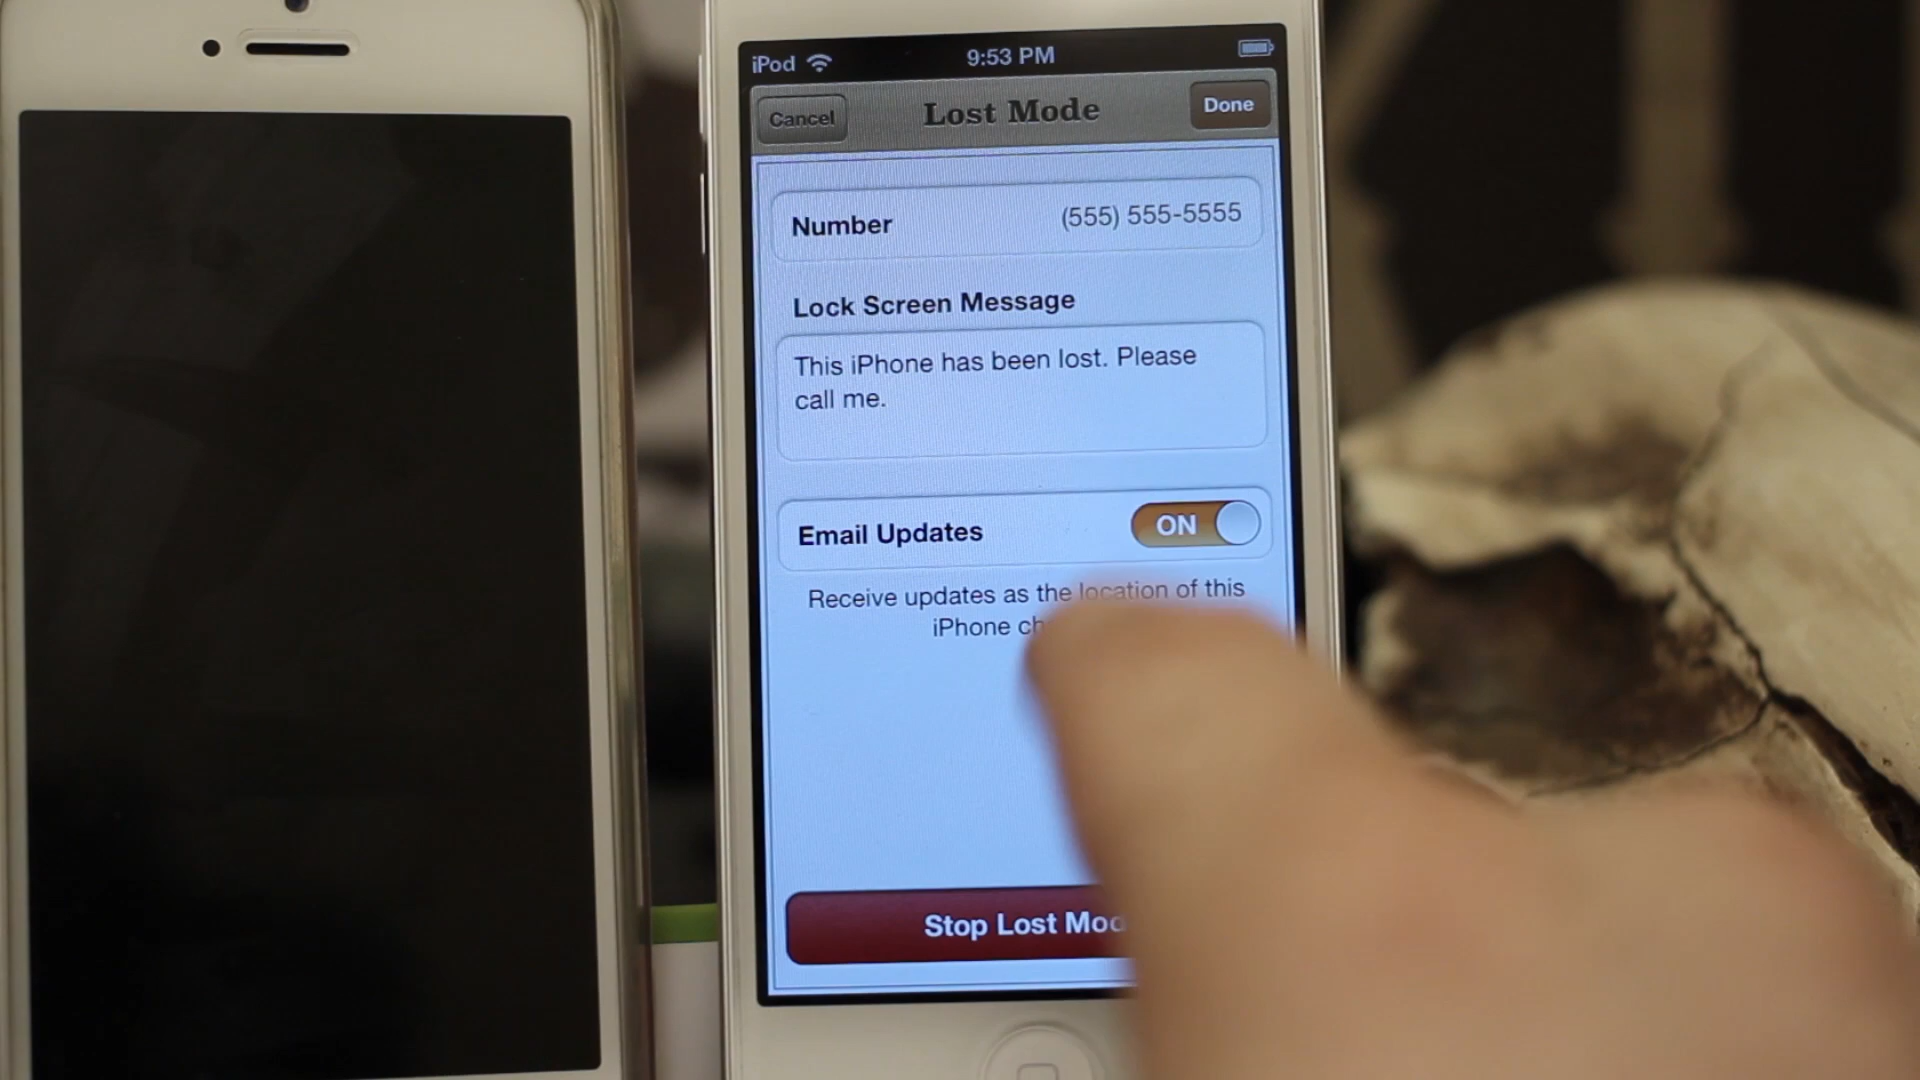 iPod 9:53 PM
Cancel Lost Mode Done
Number (555) 555-5555
Lock Screen Message
This iPhone has been lost. Please
call me.
Email Updates ON
Receive updates as the location of this
iPhone
Stop Lost